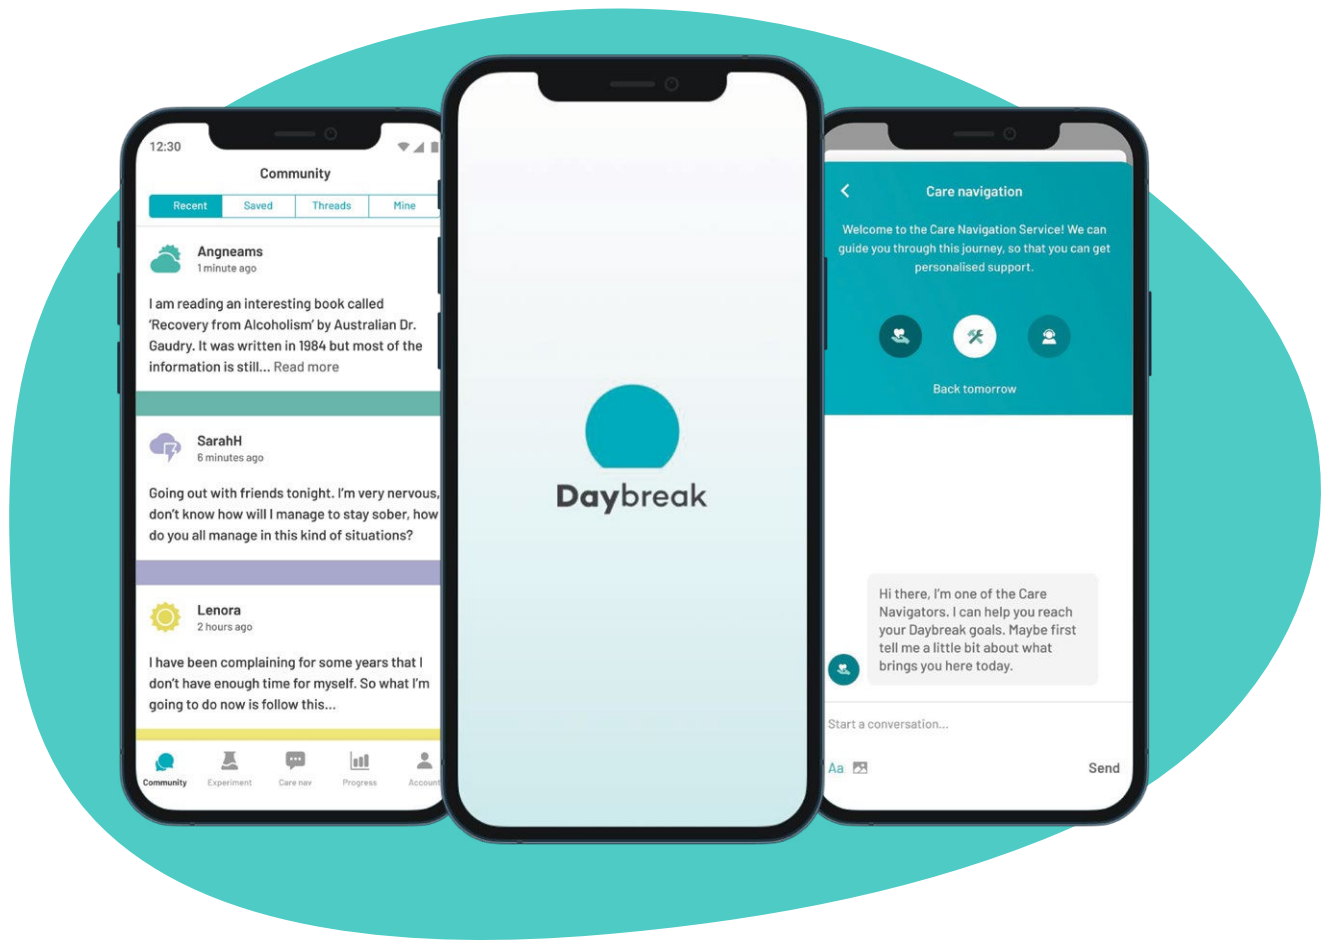 12:30
Community
Recent
Saved
Threads
Mine
Angneams
1 minute ago
I am reading an interesting book called
‘Recovery from Alcoholism’ by Australian Dr.
Gaudry. It was written in 1984 but most of the
information is still... Read more
SarahH
6 minutes ago
Going out with friends tonight. I’m very nervous,
don’t know how will I manage to stay sober, how
do you all manage in this kind of situations?
Lenora
2 hours ago
I have been complaining for some years that I
don’t have enough time for myself. So what I’m
going to do now is follow this...
Community
Experiment
Care nav
Progress
Account
Daybreak
Care navigation
Welcome to the Care Navigation Service! We can
guide you through this journey, so that you can get
personalised support.
Back tomorrow
Hi there, I’m one of the Care
Navigators. I can help you reach
your Daybreak goals. Maybe first
tell me a little bit about what
brings you here today.
Start a conversation...
Aa
Send